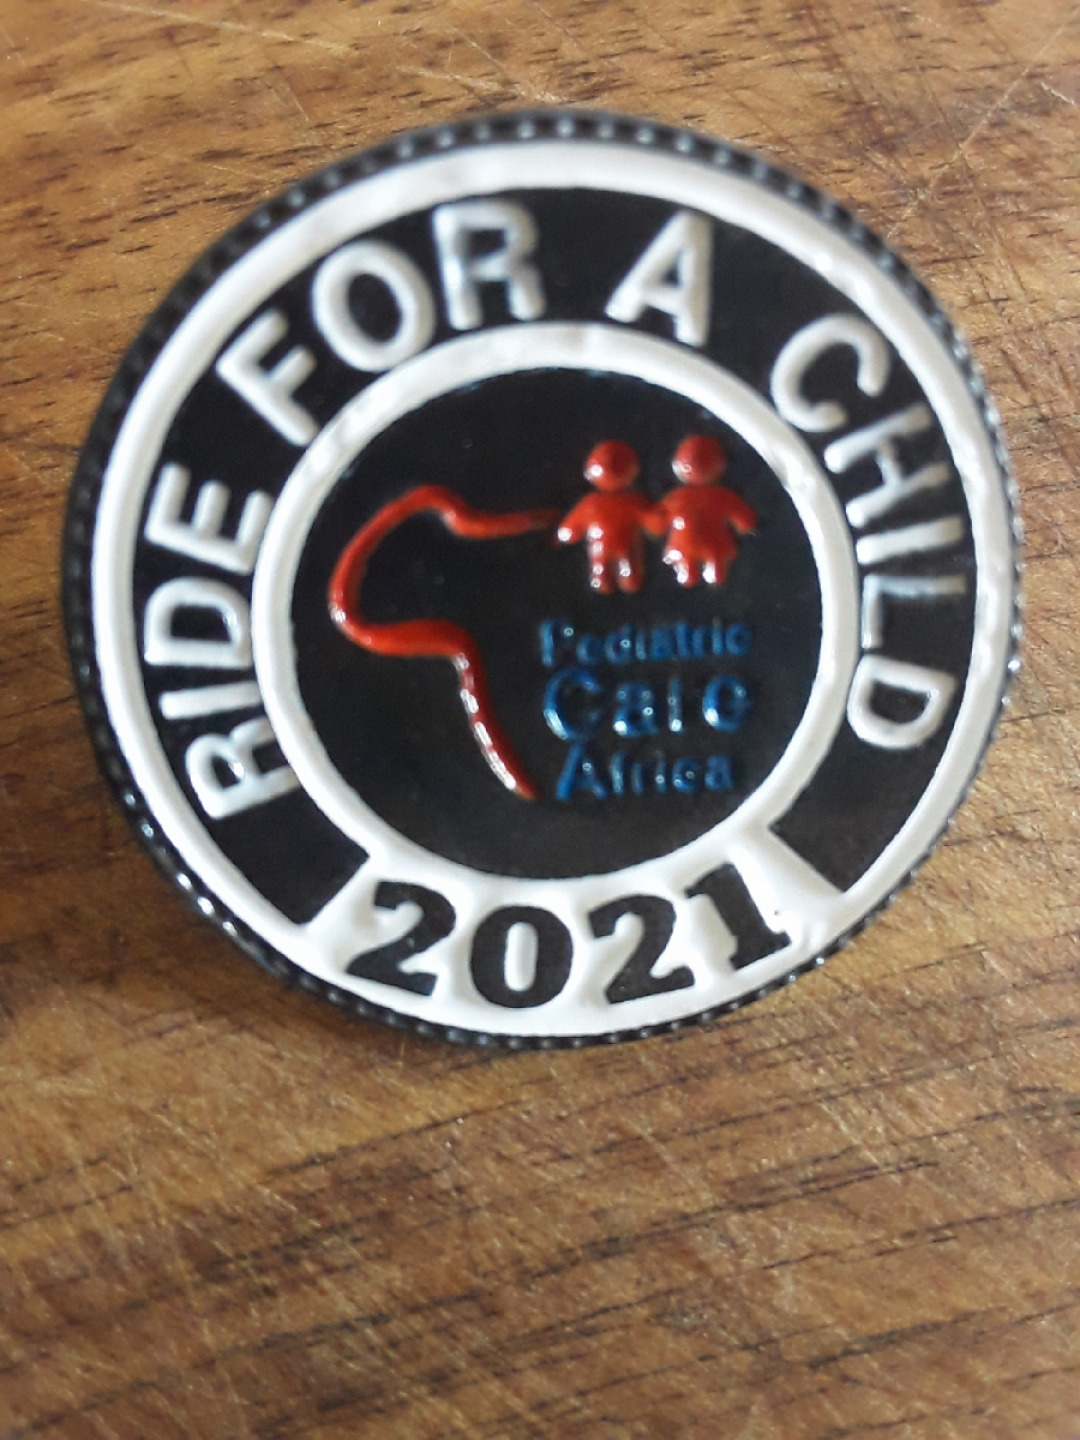 RIDE FOR A CHILD
Pediatric
Care
Africa
2021